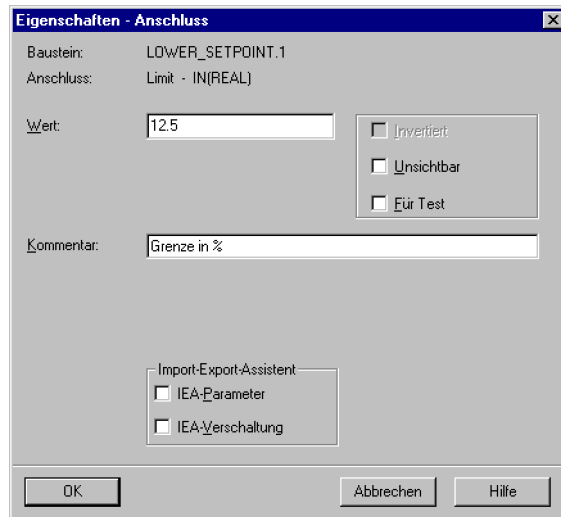 Eigenschaften - Anschluss
Baustein: LOWER_SETPOINT.1
Anschluss: Limit - IN(REAL)
Wert: 12.5
Invertiert
Unsichtbar
Für Test
Kommentar: Grenze in %
Import-Export-Assistent
IEA-Parameter
IEA-Verschaltung
OK Abbrechen Hilfe